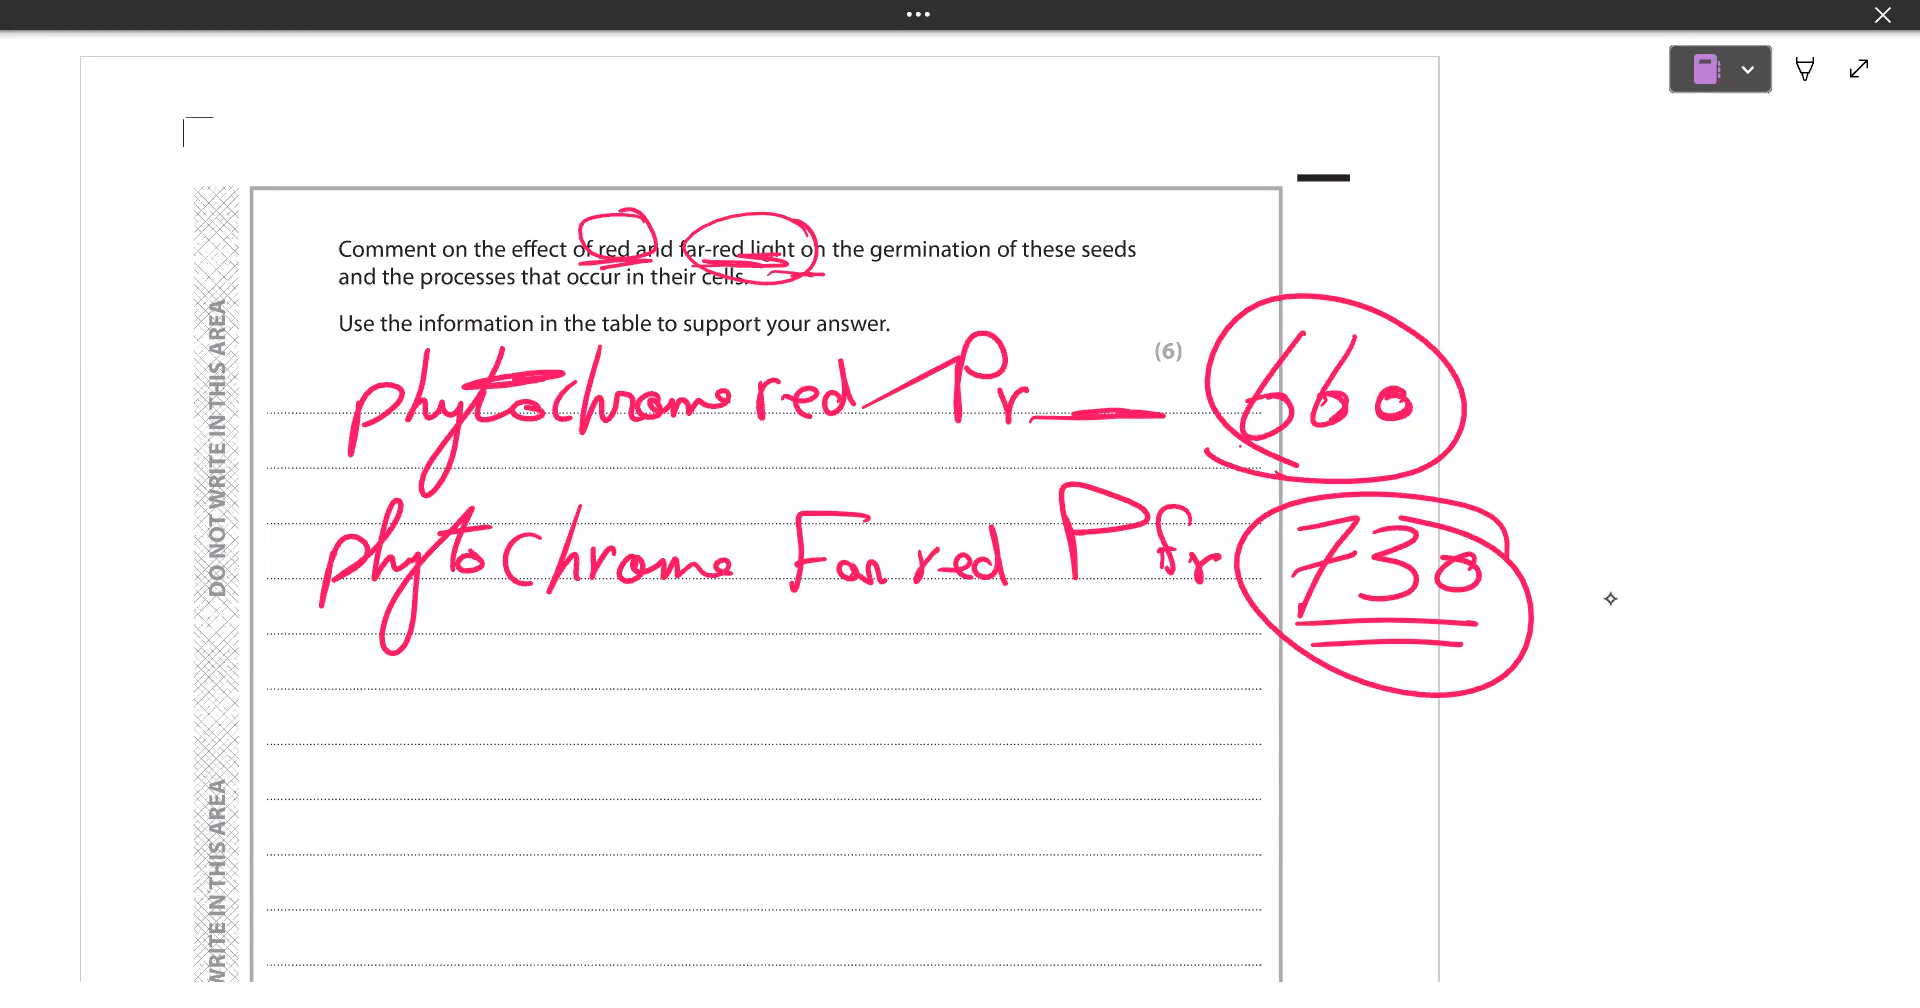 Comment on the effect of red and far-red light on the germination of these seeds
and the processes that occur in their cells.
Use the information in the table to support your answer.
(6)
phytochrome red Pr 660
phytochrome Far red Pfr 730
DO NOT WRITE IN THIS AREA
WRITE IN THIS AREA